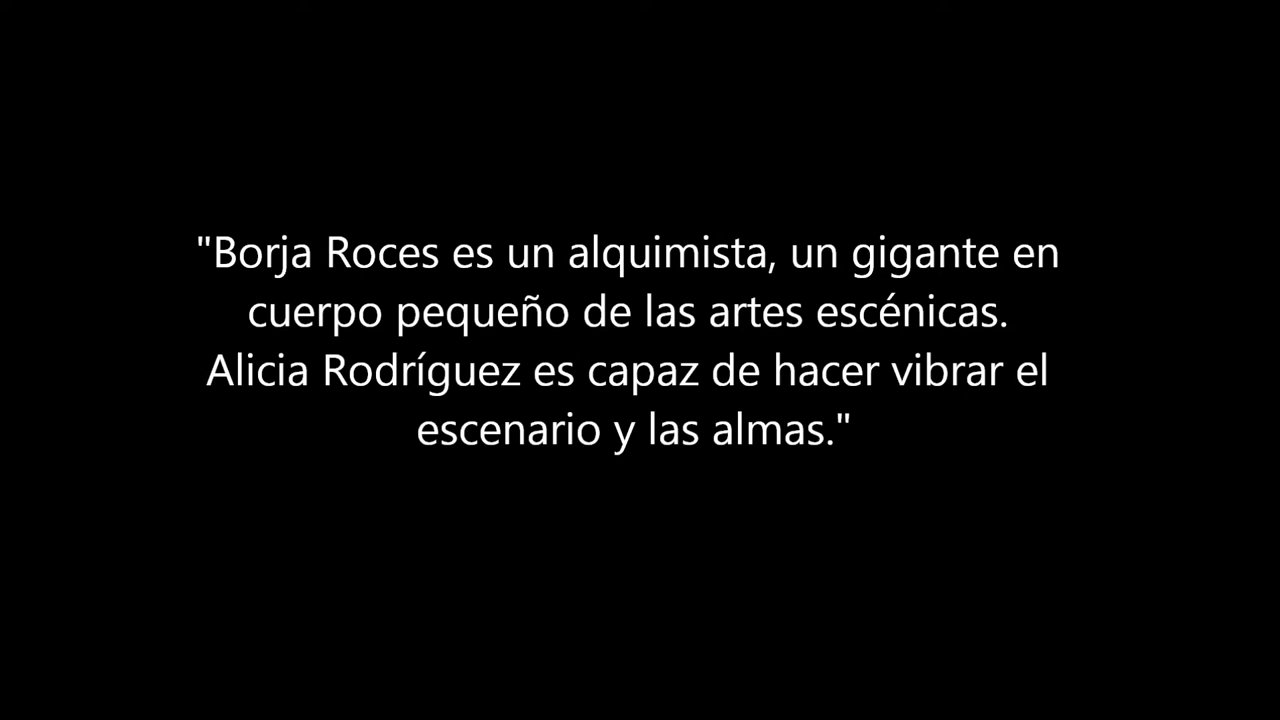 "Borja Roces es un alquimista, un gigante en
cuerpo pequeño de las artes escénicas.
Alicia Rodríguez es capaz de hacer vibrar el
escenario y las almas."